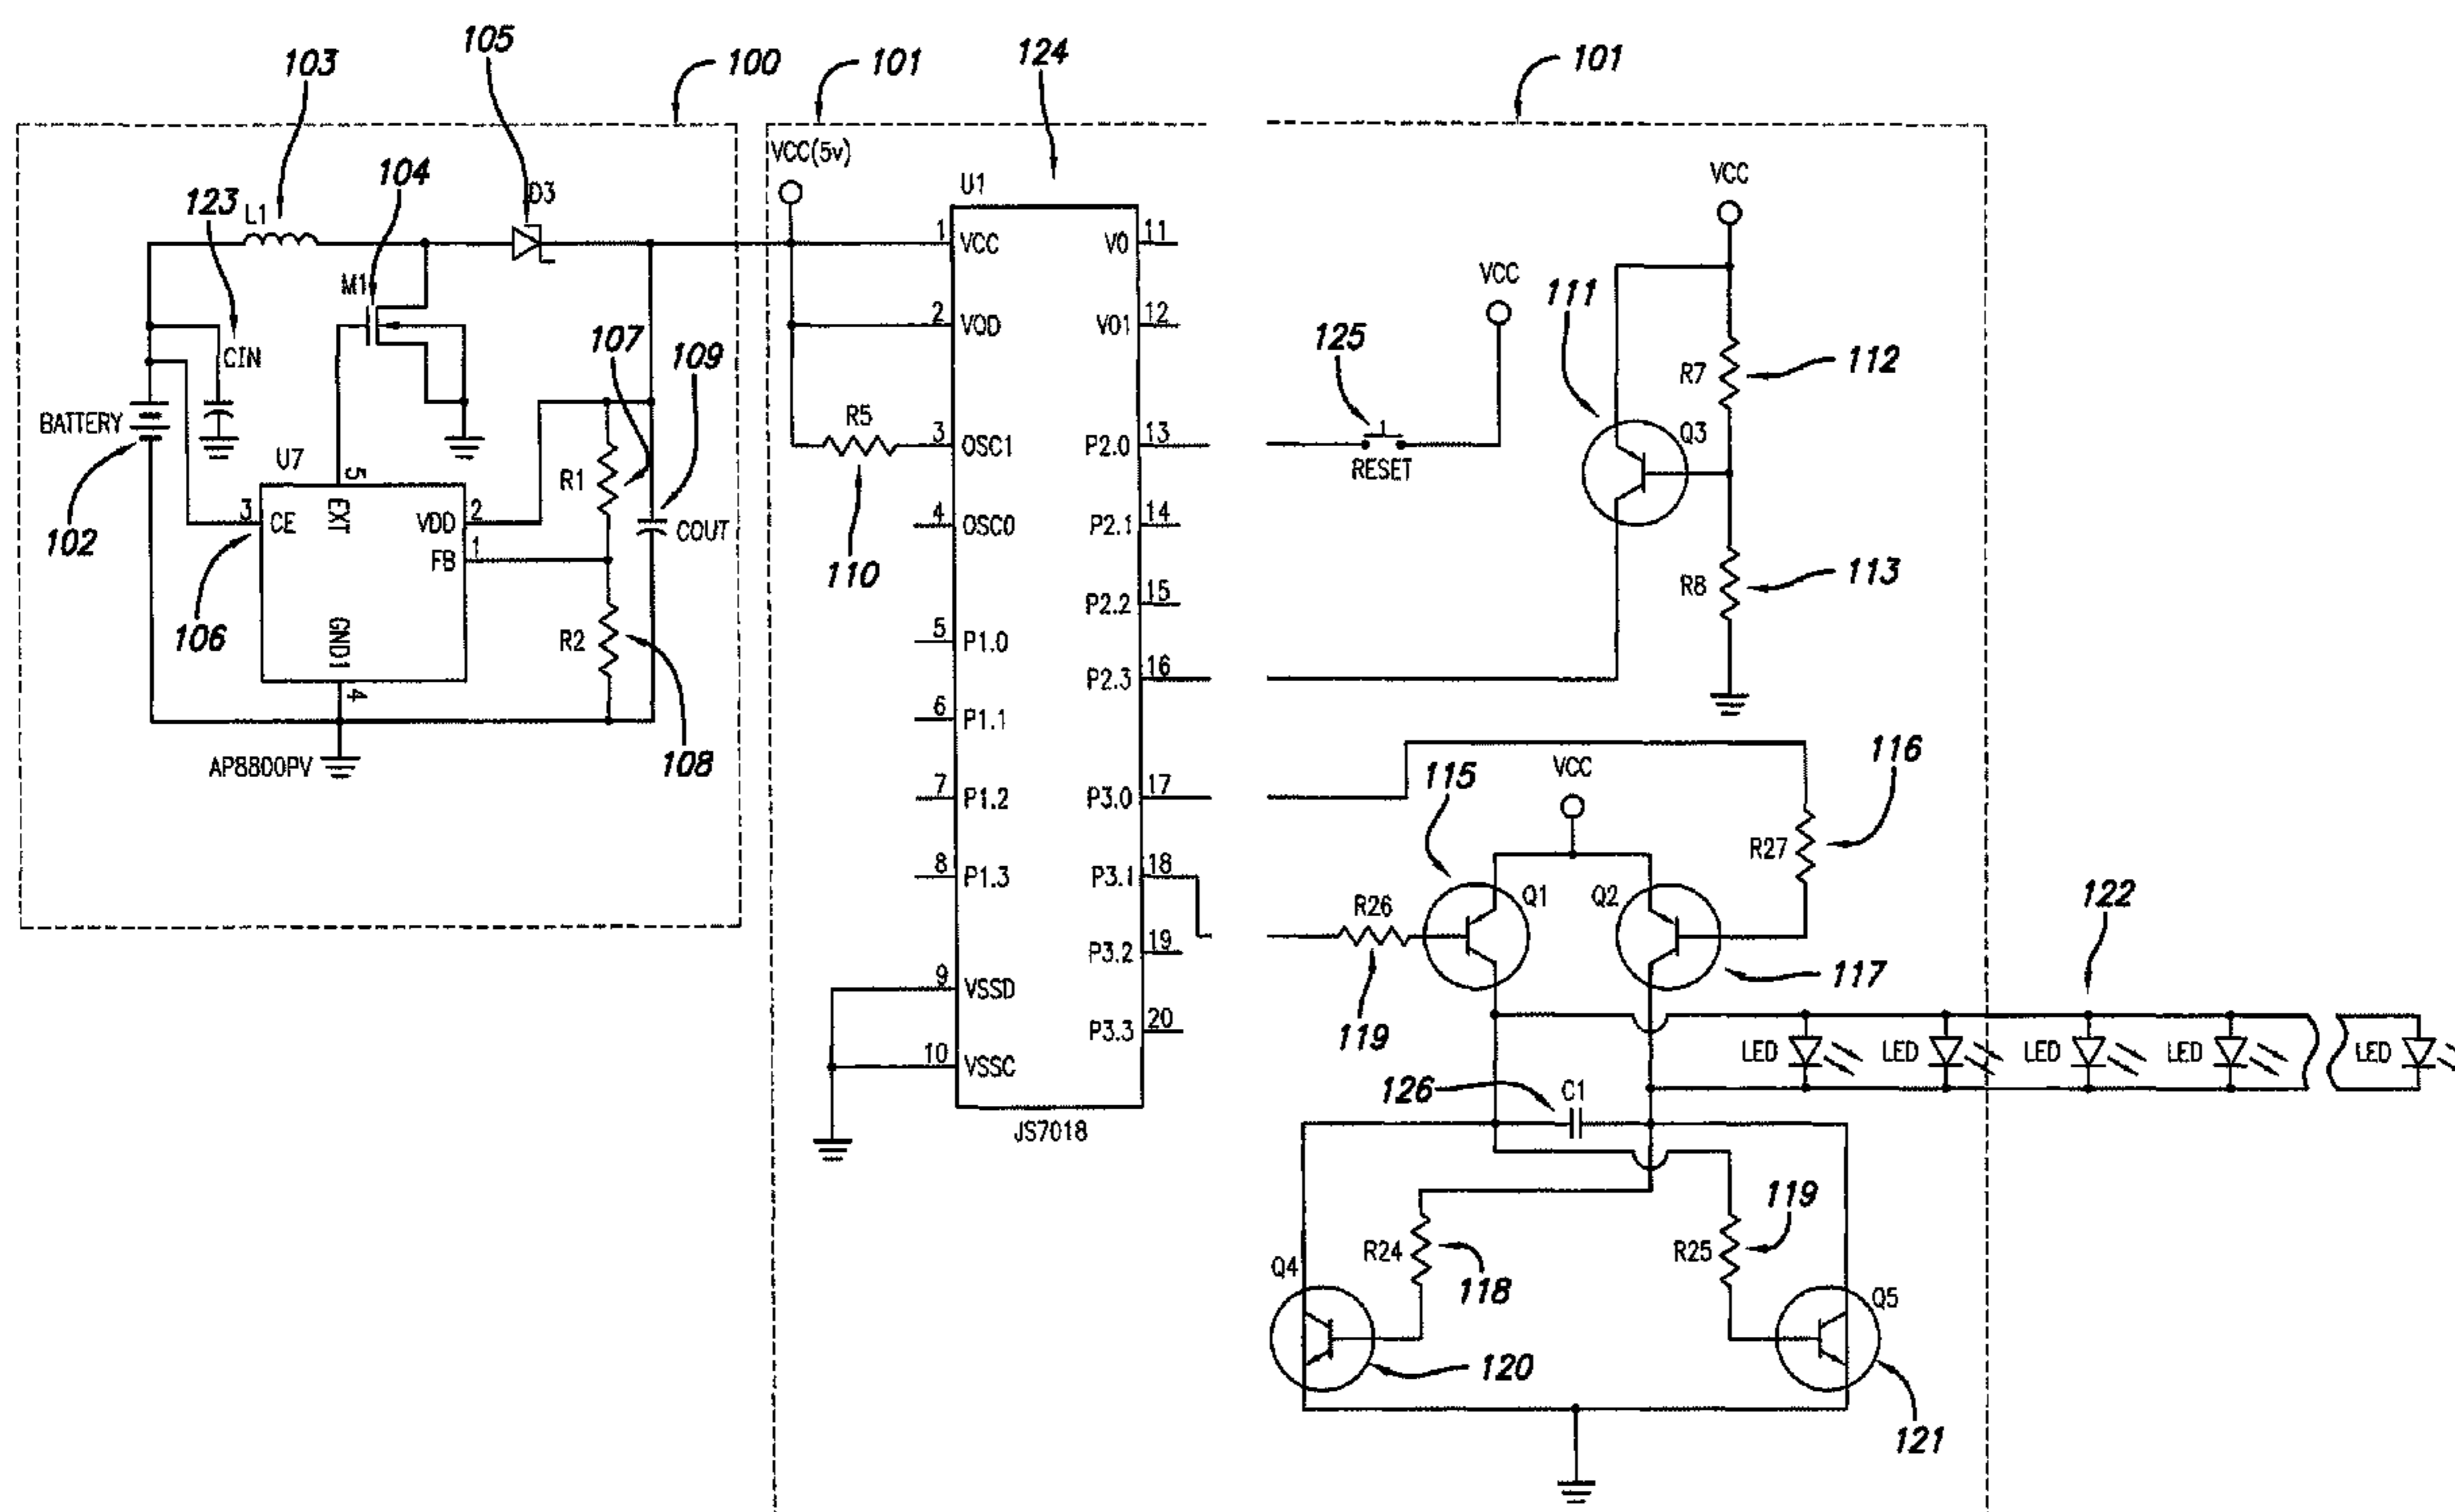 105
103
100
101
124
101
VCC(5v)
104
D3
123
L1
U1
VCC
M1
1 VCC
V0 11
VCC
111
2 VOD
V01 12
107
109
125
CIN
R7
112
BATTERY
R5
3 OSC1
P2.0 13
RESET
Q3
U7
5
R1
3 CE
EXT
VDD 2
COUT
4 OSC0
P2.1 14
102
FB 1
110
R8
113
P2.2 15
106
GND1
R2
5 P1.0
4
P2.3 16
6 P1.1
AP8800PV
108
116
115
VCC
7 P1.2
P3.0 17
R27
8 P1.3
P3.1 18
R26
Q1
Q2
122
P3.2 19
117
9 VSSD
119
P3.3 20
10 VSSC
LED
LED
LED
LED
LED
126
C1
JS7018
119
R24
R25
Q4
118
Q5
120
121